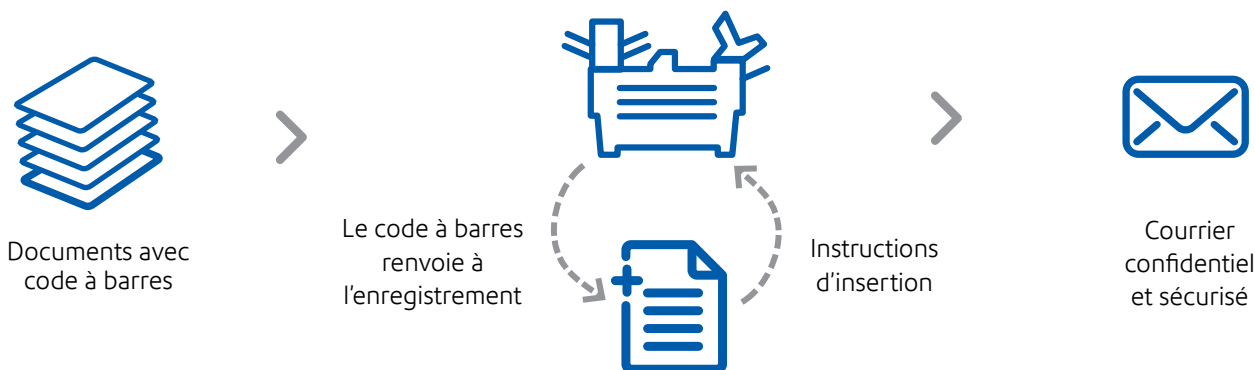 Documents avec
code à barres
Le code à barres
renvoie à
l'enregistrement
Instructions
d'insertion
Courrier
confidentiel
et sécurisé